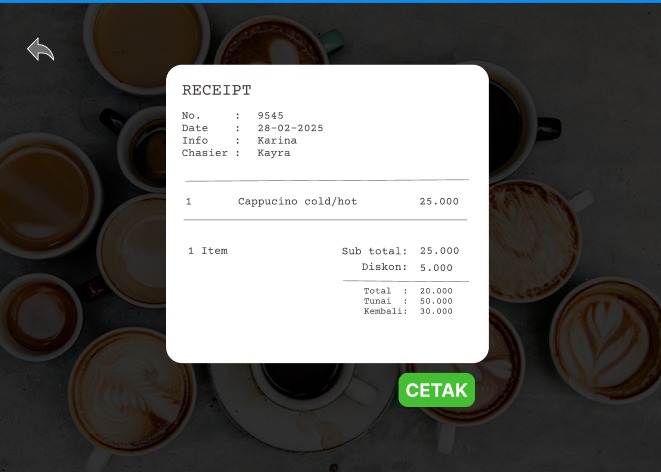 RECEIPT
No. : 9545
Date : 28-02-2025
Info : Karina
Chasier : Kayra
1 Cappucino cold/hot 25.000
1 Item Sub total: 25.000
Diskon: 5.000
Total : 20.000
Tunai : 50.000
Kembali: 30.000
CETAK